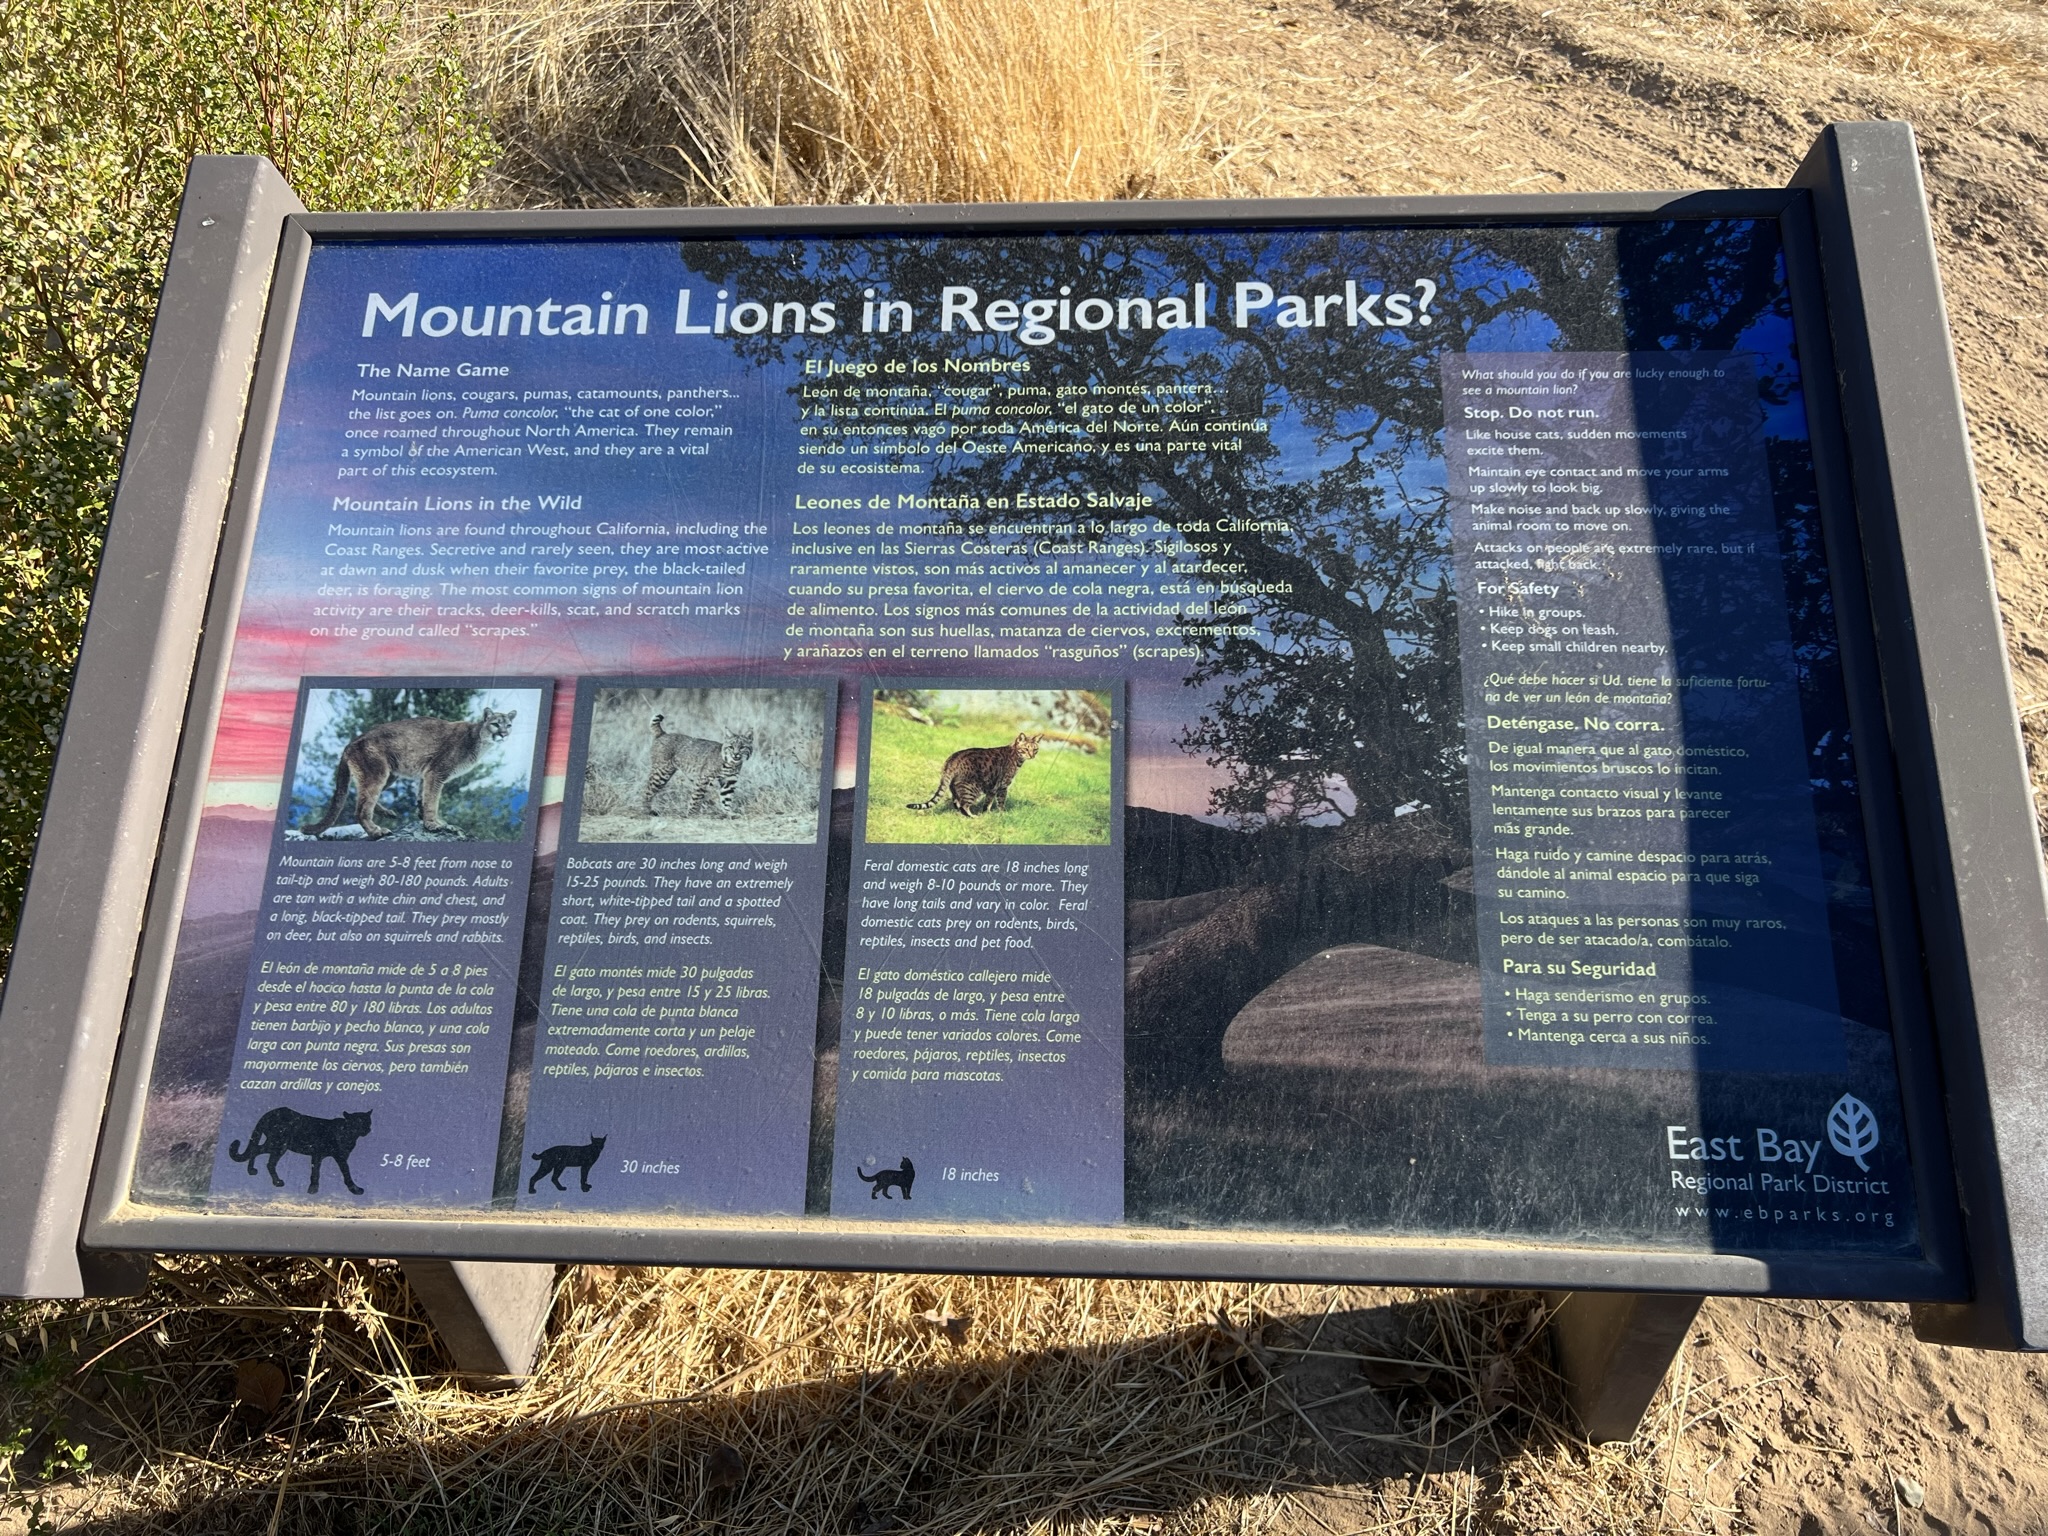 Mountain Lions in Regional Parks?
The Name Game
Mountain lions, cougars, pumas, catamounts, panthers...
the list goes on. Puma concolor, “the cat of one color,”
once roamed throughout North America. They remain
a symbol of the American West, and they are a vital
part of this ecosystem.
Mountain Lions in the Wild
Mountain lions are found throughout California, including the
Coast Ranges. Secretive and rarely seen, they are most active
at dawn and dusk when their favorite prey, the black-tailed
deer, is foraging. The most common signs of mountain lion
activity are their tracks, deer-kills, scat, and scratch marks
on the ground called “scrapes.”
El Juego de los Nombres
León de montaña, “cougar”, puma, gato montés, pantera...
y la lista continúa. El puma concolor, “el gato de un color”,
en su entonces vagó por toda América del Norte. Aún continúa
siendo un símbolo del Oeste Americano, y es una parte vital
de su ecosistema.
Leones de Montaña en Estado Salvaje
Los leones de montaña se encuentran a lo largo de toda California,
inclusive en las Sierras Costeras (Coast Ranges). Sigilosos y
raramente vistos, son más activos al amanecer y al atardecer,
cuando su presa favorita, el ciervo de cola negra, está en búsqueda
de alimento. Los signos más comunes de la actividad del león
de montaña son sus huellas, matanza de ciervos, excrementos,
y arañazos en el terreno llamados “rasguños” (scrapes).
Mountain lions are 5-8 feet from nose to
tail-tip and weigh 80-180 pounds. Adults
are tan with a white chin and chest, and
a long, black-tipped tail. They prey mostly
on deer, but also on squirrels and rabbits.
El león de montaña mide de 5 a 8 pies
desde el hocico hasta la punta de la cola
y pesa entre 80 y 180 libras. Los adultos
tienen barbijo y pecho blanco, y una cola
larga con punta negra. Sus presas son
mayormente los ciervos, pero también
cazan ardillas y conejos.
5-8 feet
Bobcats are 30 inches long and weigh
15-25 pounds. They have an extremely
short, white-tipped tail and a spotted
coat. They prey on rodents, squirrels,
reptiles, birds, and insects.
El gato montés mide 30 pulgadas
de largo, y pesa entre 15 y 25 libras.
Tiene una cola de punta blanca
extremadamente corta y un pelaje
moteado. Come roedores, ardillas,
reptiles, pájaros e insectos.
30 inches
Feral domestic cats are 18 inches long
and weigh 8-10 pounds or more. They
have long tails and vary in color. Feral
domestic cats prey on rodents, birds,
reptiles, insects and pet food.
El gato doméstico callejero mide
18 pulgadas de largo, y pesa entre
8 y 10 libras, o más. Tiene cola larga
y puede tener variados colores. Come
roedores, pájaros, reptiles, insectos
y comida para mascotas.
18 inches
What should you do if you are lucky enough to
see a mountain lion?
Stop. Do not run.
Like house cats, sudden movements
excite them.
Maintain eye contact and move your arms
up slowly to look big.
Make noise and back up slowly, giving the
animal room to move on.
Attacks on people are extremely rare, but if
attacked, fight back.
For Safety
• Hike in groups.
• Keep dogs on leash.
• Keep small children nearby.
¿Qué debe hacer si Ud. tiene la suficiente fortu-
na de ver un león de montaña?
Deténgase. No corra.
De igual manera que al gato doméstico,
los movimientos bruscos lo incitan.
Mantenga contacto visual y levante
lentamente sus brazos para parecer
más grande.
Haga ruido y camine despacio para atrás,
dándole al animal espacio para que siga
su camino.
Los ataques a las personas son muy raros,
pero de ser atacado/a, combátalo.
Para su Seguridad
• Haga senderismo en grupos.
• Tenga a su perro con correa.
• Mantenga cerca a sus niños.
East Bay
Regional Park District
www.ebparks.org